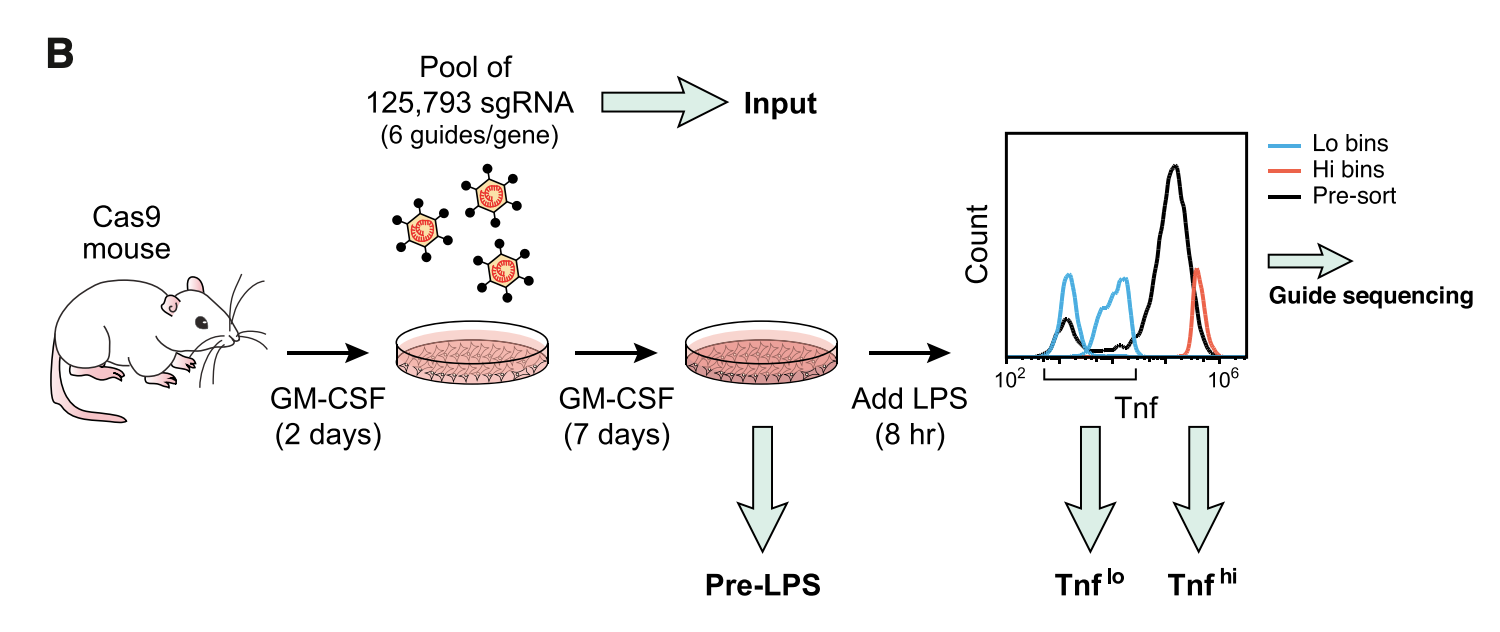 B
Pool of
125,793 sgRNA
(6 guides/gene)
Input
Cas9
mouse
GM-CSF
(2 days)
GM-CSF
(7 days)
Add LPS
(8 hr)
Count
10²
10⁶
Tnf
Lo bins
Hi bins
Pre-sort
Guide sequencing
Pre-LPS
Tnf lo
Tnf hi